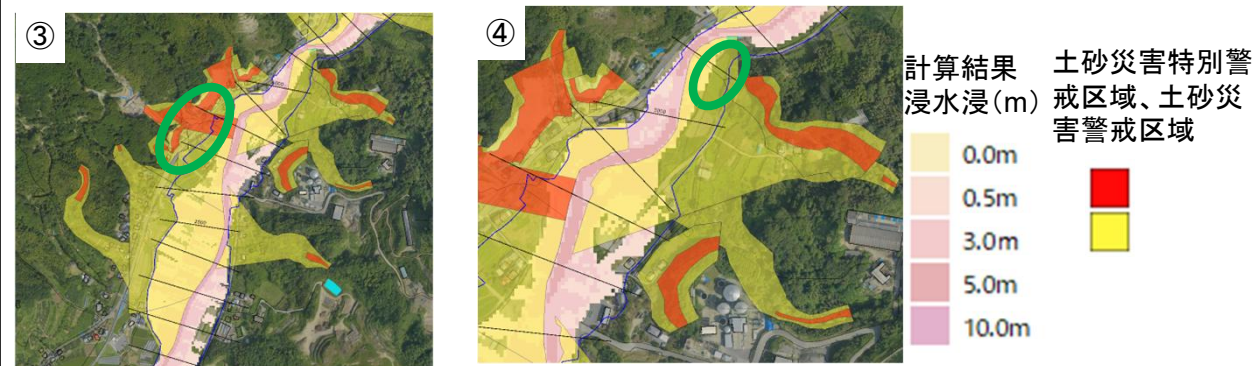 ③
④
計算結果
浸水浸(m)
0.0m
0.5m
3.0m
5.0m
10.0m
土砂災害特別警
戒区域、土砂災
害警戒区域